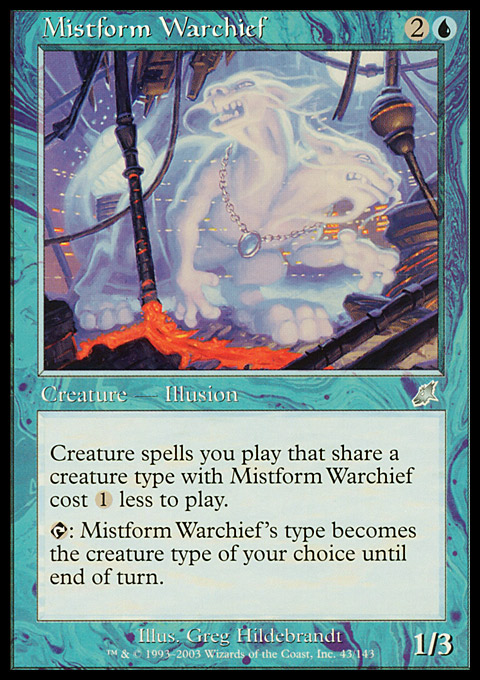 Mistform Warchief 2
Creature — Illusion
Creature spells you play that share a
creature type with Mistform Warchief
cost 1 less to play.
: Mistform Warchief's type becomes
the creature type of your choice until
end of turn.
Illus. Greg Hildebrandt
™ & © 1993-2003 Wizards of the Coast, Inc. 43/143
1/3